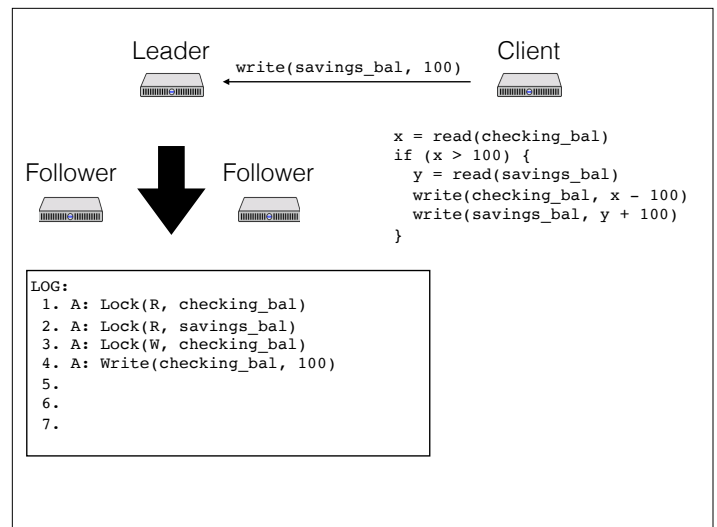 Leader
Client
write(savings_bal, 100)
x = read(checking_bal)
if (x > 100) {
  y = read(savings_bal)
  write(checking_bal, x - 100)
  write(savings_bal, y + 100)
}
Follower
Follower
LOG:
1. A: Lock(R, checking_bal)
2. A: Lock(R, savings_bal)
3. A: Lock(W, checking_bal)
4. A: Write(checking_bal, 100)
5.
6.
7.